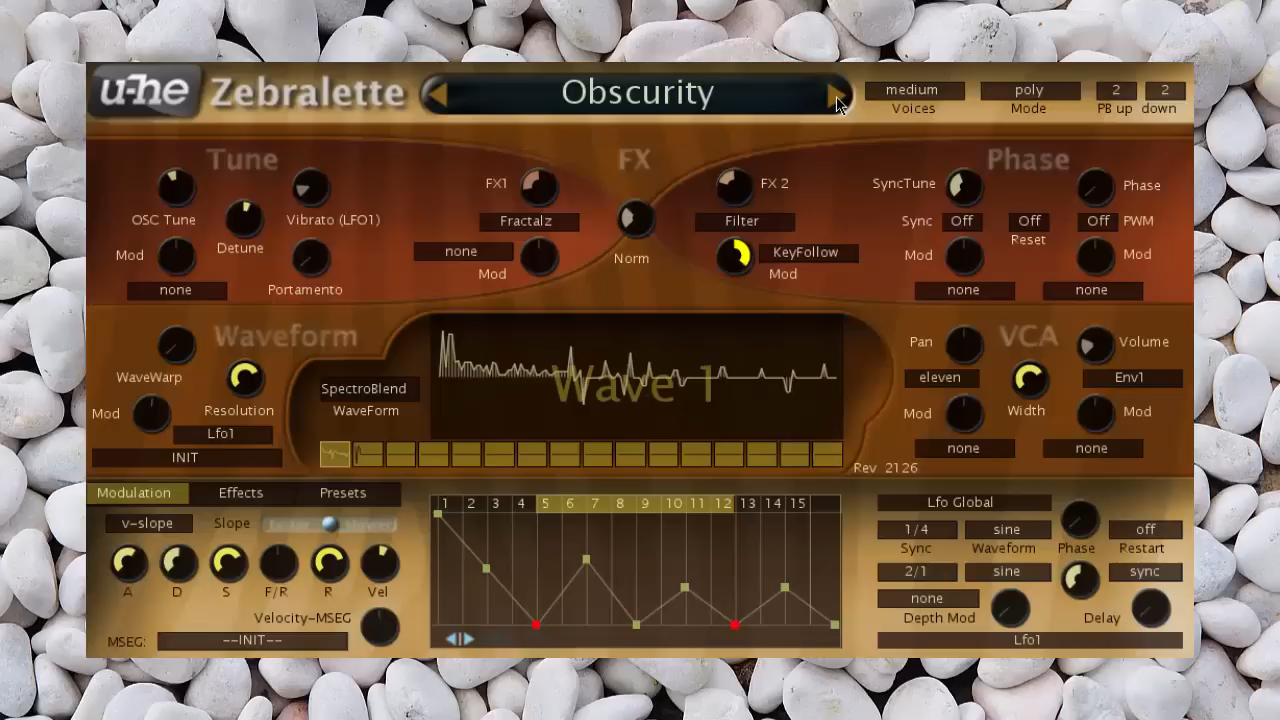 u-he Zebralette Obscurity medium poly 2 2
Voices Mode PB up down
Tune FX Phase
FX1 FX 2 SyncTune Phase
OSC Tune Vibrato (LFO1) Fractalz Filter Sync Off Off Off PWM
Detune Reset
Mod none Norm KeyFollow Mod Mod
Mod Mod
none Portamento none none
Waveform VCA
Pan Volume
WaveWarp SpectroBlend Wave 1 eleven Env1
Mod Resolution WaveForm Mod Width Mod
Lfo1
INIT none none
Rev 2126
Modulation Effects Presets 1 2 3 4 5 6 7 8 9 10 11 12 13 14 15 Lfo Global
v-slope Slope 1/4 sine off
Sync Waveform Phase Restart
2/1 sine sync
A D S F/R R Vel
none
Velocity-MSEG Depth Mod Delay
MSEG: --INIT-- Lfo1